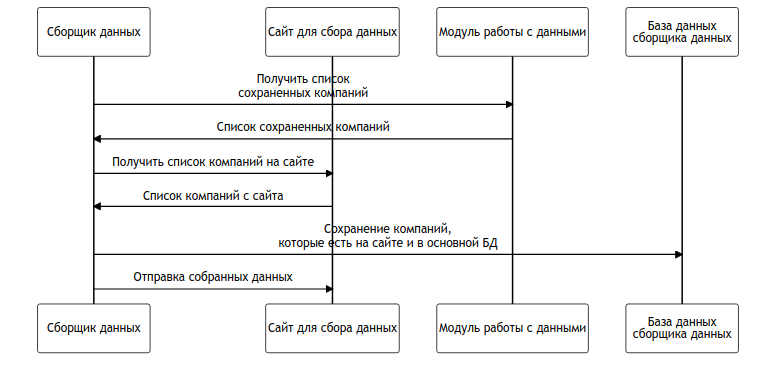 Сборщик данных
Сайт для сбора данных
Модуль работы с данными
База данных
сборщика данных
Получить список
сохраненных компаний
Список сохраненных компаний
Получить список компаний на сайте
Список компаний с сайта
Сохранение компаний,
которые есть на сайте и в основной БД
Отправка собранных данных
Сборщик данных
Сайт для сбора данных
Модуль работы с данными
База данных
сборщика данных